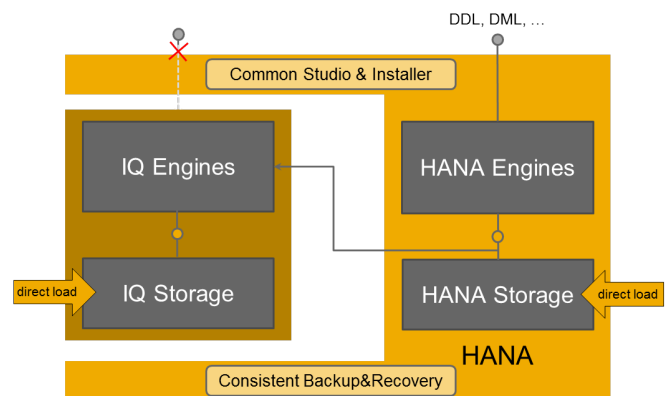 DDL, DML, …
Common Studio & Installer
IQ Engines
HANA Engines
direct load
IQ Storage
HANA Storage
direct load
HANA
Consistent Backup&Recovery